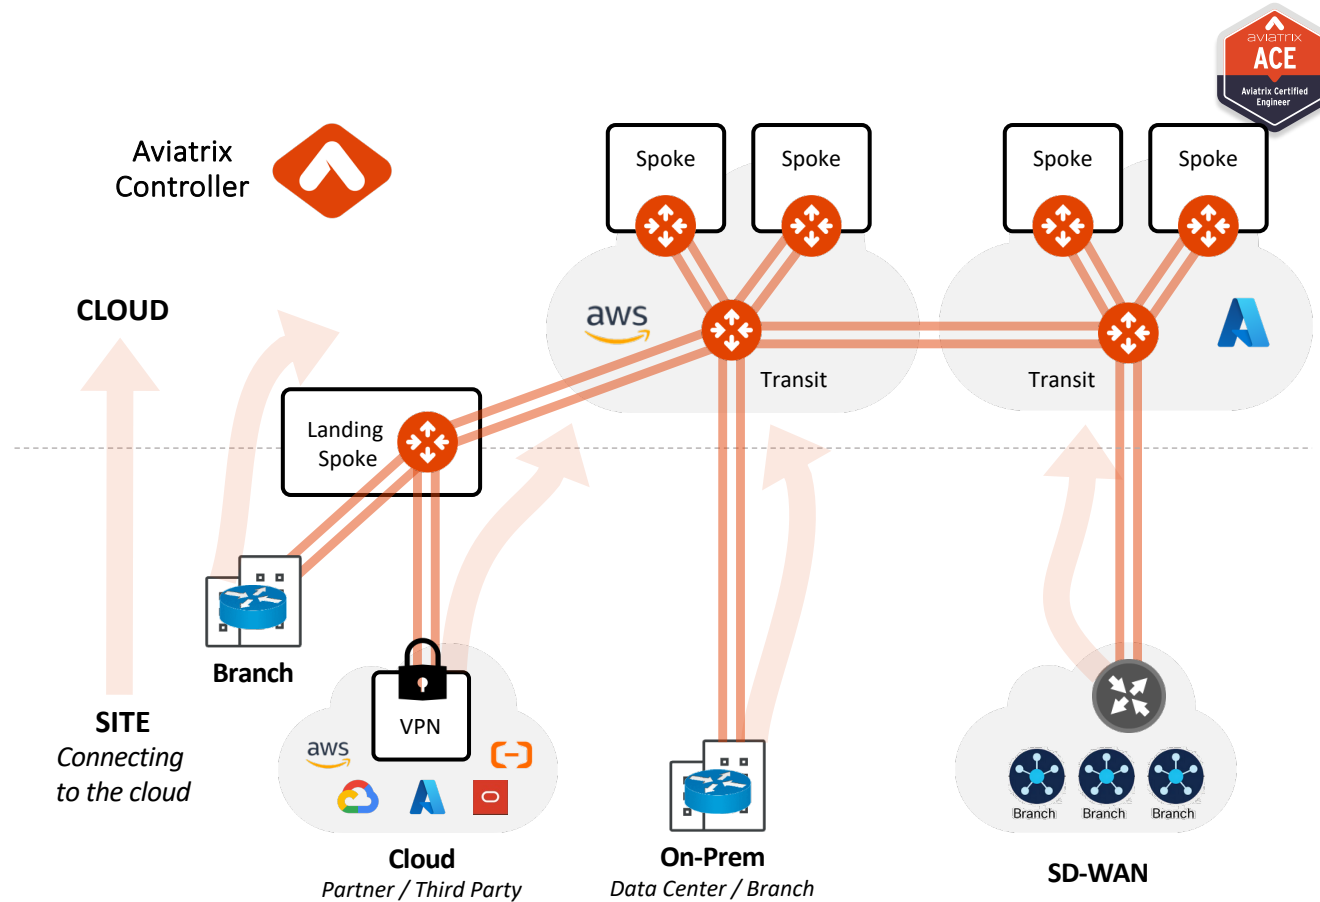 aviatrix
ACE
Aviatrix Certified
Engineer
Aviatrix
Controller
Spoke
Spoke
Spoke
Spoke
CLOUD
aws
Transit
Transit
Landing
Spoke
Branch
SITE
Connecting
to the cloud
VPN
aws
Branch
Branch
Branch
Cloud
Partner / Third Party
On-Prem
Data Center / Branch
SD-WAN